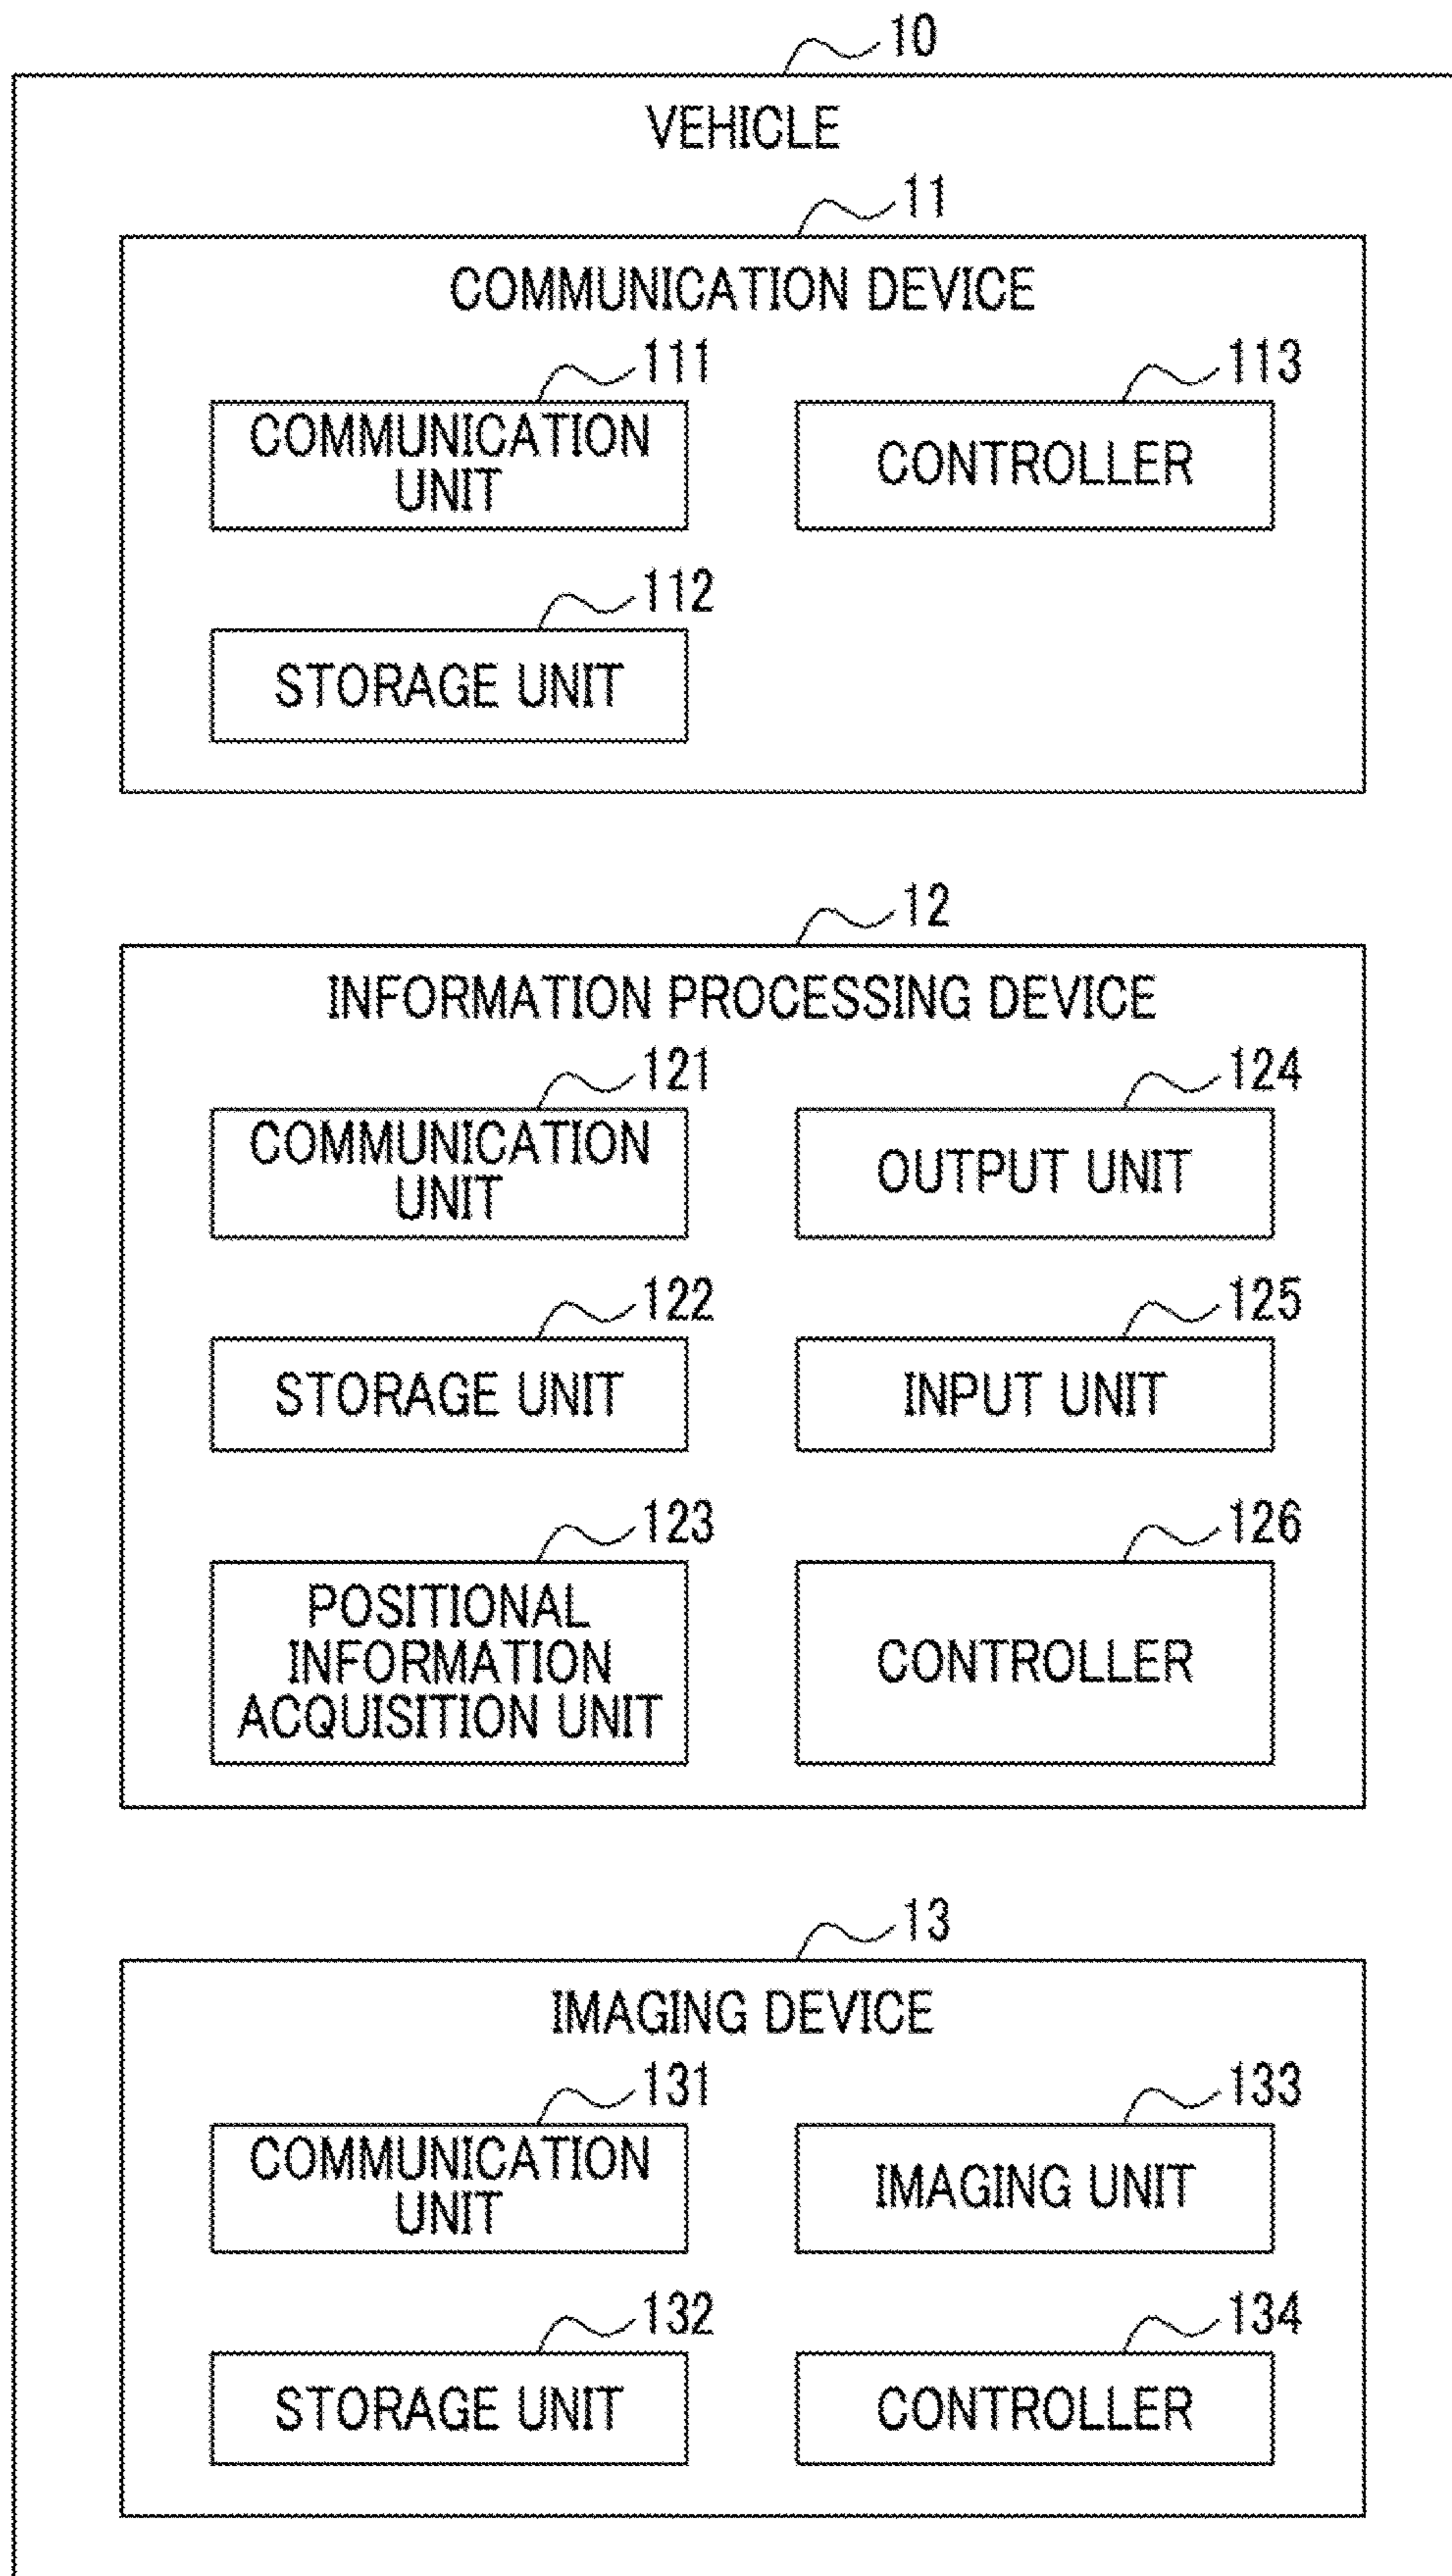 10
VEHICLE
11
COMMUNICATION DEVICE
111
COMMUNICATION
UNIT
113
CONTROLLER
112
STORAGE UNIT
12
INFORMATION PROCESSING DEVICE
121
COMMUNICATION
UNIT
124
OUTPUT UNIT
122
STORAGE UNIT
125
INPUT UNIT
123
POSITIONAL
INFORMATION
ACQUISITION UNIT
126
CONTROLLER
13
IMAGING DEVICE
131
COMMUNICATION
UNIT
133
IMAGING UNIT
132
STORAGE UNIT
134
CONTROLLER